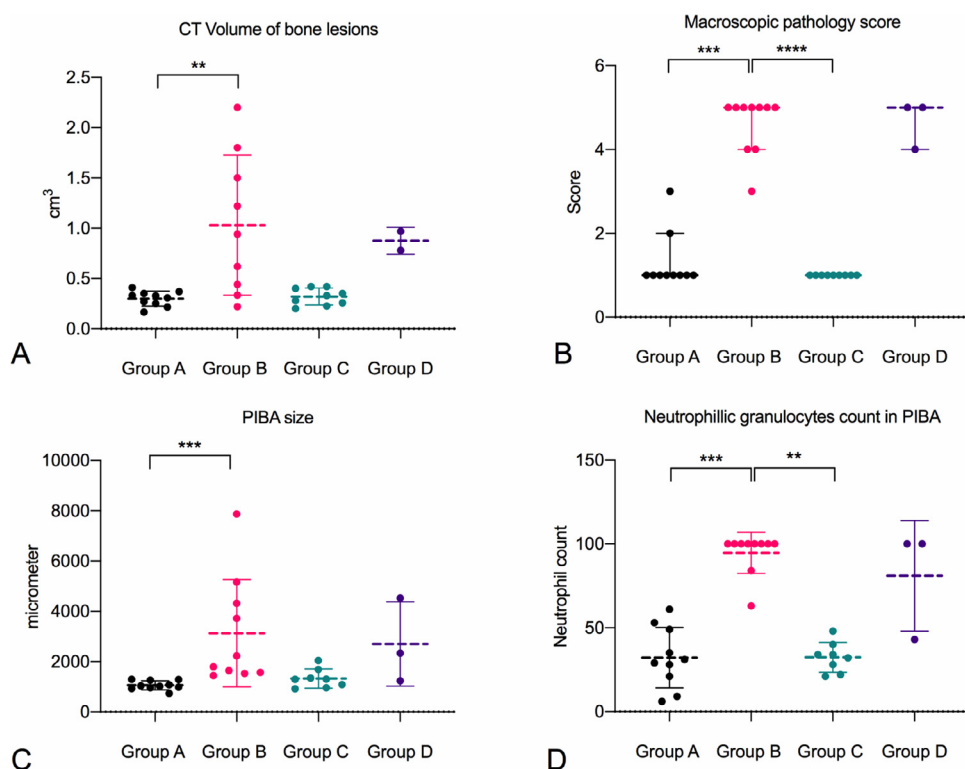 CT Volume of bone lesions
**
2.5
2.0
1.5
1.0
0.5
0.0
cm3
Group A Group B Group C Group D
A
Macroscopic pathology score
*** ****
6
4
2
0
Score
Group A Group B Group C Group D
B
PIBA size
***
10000
8000
6000
4000
2000
0
micrometer
Group A Group B Group C Group D
C
Neutrophillic granulocytes count in PIBA
*** **
150
100
50
0
Neutrophil count
Group A Group B Group C Group D
D